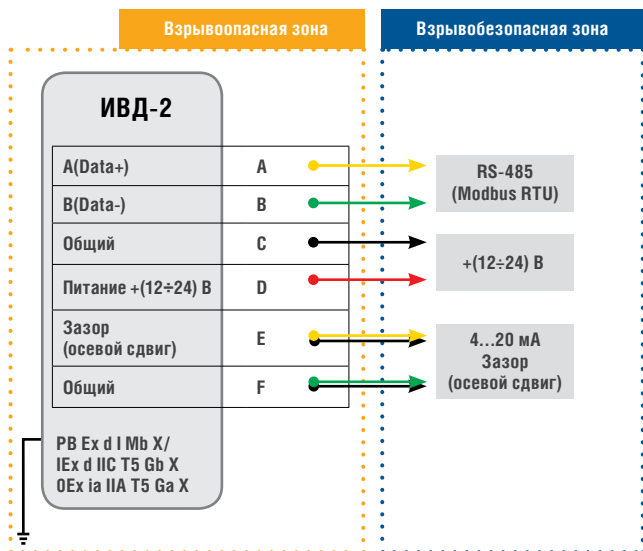 Взрывоопасная зона
Взрывобезопасная зона
ИВД-2
A(Data+) A
B(Data-) B
Общий C
Питание +(12÷24) В D
Зазор
(осевой сдвиг) E
Общий F
RS-485
(Modbus RTU)
+(12÷24) В
4...20 мА
Зазор
(осевой сдвиг)
PB Ex d I Mb X/
IEx d IIC T5 Gb X
0Ex ia IIA T5 Ga X